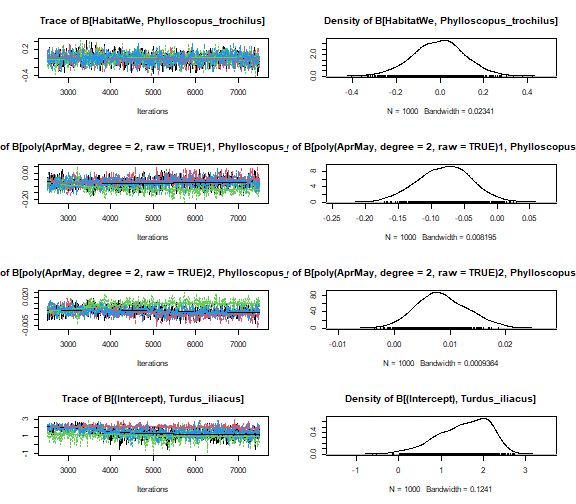 Trace of B[HabitatWe, Phylloscopus_trochilus]
Density of B[HabitatWe, Phylloscopus_trochilus]
-0.4 0.2
0.0 2.0
3000 4000 5000 6000 7000
-0.4 -0.2 0.0 0.2 0.4
Iterations
N = 1000 Bandwidth = 0.02341
of B[poly(AprMay, degree = 2, raw = TRUE)1, Phylloscopus_
r of B[poly(AprMay, degree = 2, raw = TRUE)1, Phylloscopus
-0.20 0.00
0 4 8
3000 4000 5000 6000 7000
-0.25 -0.20 -0.15 -0.10 -0.05 0.00 0.05
Iterations
N = 1000 Bandwidth = 0.008195
of B[poly(AprMay, degree = 2, raw = TRUE)2, Phylloscopus_
r of B[poly(AprMay, degree = 2, raw = TRUE)2, Phylloscopus
-0.005 0.020
0 40 80
3000 4000 5000 6000 7000
-0.01 0.00 0.01 0.02
Iterations
N = 1000 Bandwidth = 0.0009364
Trace of B[(Intercept), Turdus_iliacus]
Density of B[(Intercept), Turdus_iliacus]
-1 1 3
0.0 0.4
3000 4000 5000 6000 7000
-1 0 1 2 3
Iterations
N = 1000 Bandwidth = 0.1241